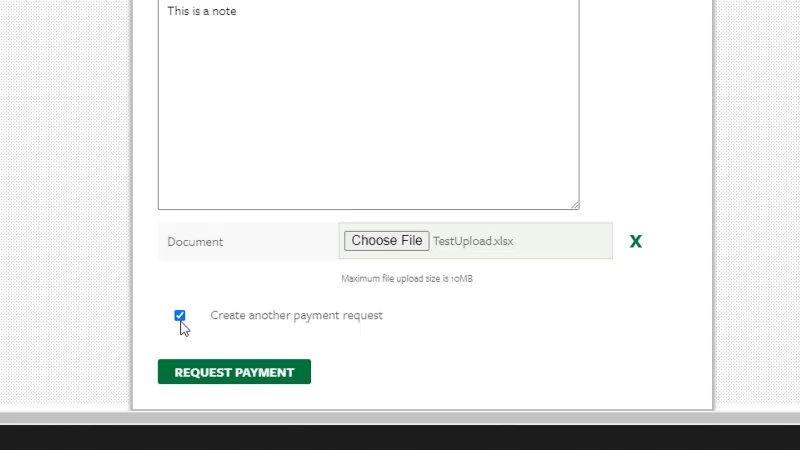 This is a note
Document
Choose File TestUpload.xlsx
X
Maximum file upload size is 10MB
Create another payment request
REQUEST PAYMENT